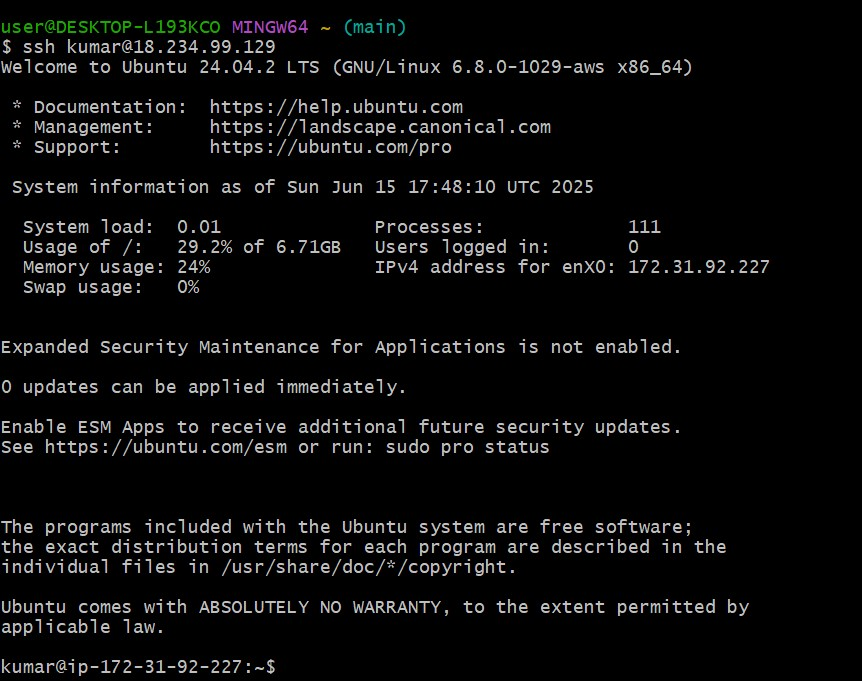 user@DESKTOP-L193KCO MINGW64 ~ (main)
$ ssh kumar@18.234.99.129
Welcome to Ubuntu 24.04.2 LTS (GNU/Linux 6.8.0-1029-aws x86_64)
* Documentation: https://help.ubuntu.com
* Management: https://landscape.canonical.com
* Support: https://ubuntu.com/pro
System information as of Sun Jun 15 17:48:10 UTC 2025
System load: 0.01 Processes: 111
Usage of /: 29.2% of 6.71GB Users logged in: 0
Memory usage: 24% IPv4 address for enX0: 172.31.92.227
Swap usage: 0%
Expanded Security Maintenance for Applications is not enabled.
0 updates can be applied immediately.
Enable ESM Apps to receive additional future security updates.
See https://ubuntu.com/esm or run: sudo pro status
The programs included with the Ubuntu system are free software;
the exact distribution terms for each program are described in the
individual files in /usr/share/doc/*/copyright.
Ubuntu comes with ABSOLUTELY NO WARRANTY, to the extent permitted by
applicable law.
kumar@ip-172-31-92-227:~$